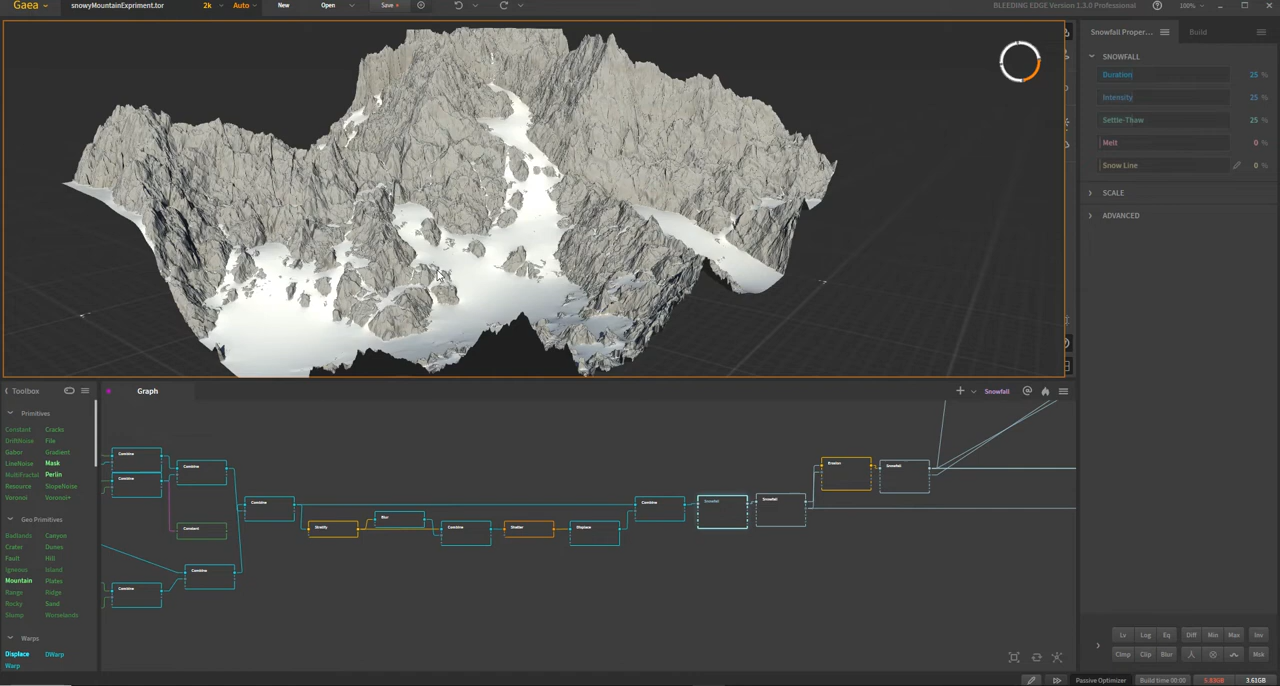 Gaea snowyMountainExpriment.tor 2k Auto New Open Save BLEEDING EDGE Version 1.3.0 Professional 100%
Snowfall Proper... Build
SNOWFALL
Duration 25 %
Intensity 25 %
Settle-Thaw 25 %
Melt 0 %
Snow Line 0 %
SCALE
ADVANCED
Toolbox Graph Snowfall
Primitives
Constant Cracks
DriftNoise File
Gabor Gradient
LineNoise Mask
MultiFractal Perlin
Resource SlopeNoise
Voronoi Voronoi+
Geo Primitives
Badlands Canyon
Crater Dunes
Fault Hill
Igneous Island
Mountain Plates
Range Ridge
Rocky Sand
Slump Worselands
Warps
Displace DWarp
Warp
Combine
Combine
Combine
Constant
Combine
Combine
Combine
Stratify
Blur
Combine
Shatter
Displace
Combine
Snowfall
Snowfall
Erosion
Snowfall
Lv Log Eq Diff Min Max Inv
Clmp Clip Blur Msk
Passive Optimizer Build time 00:00 5.83GB 3.61GB